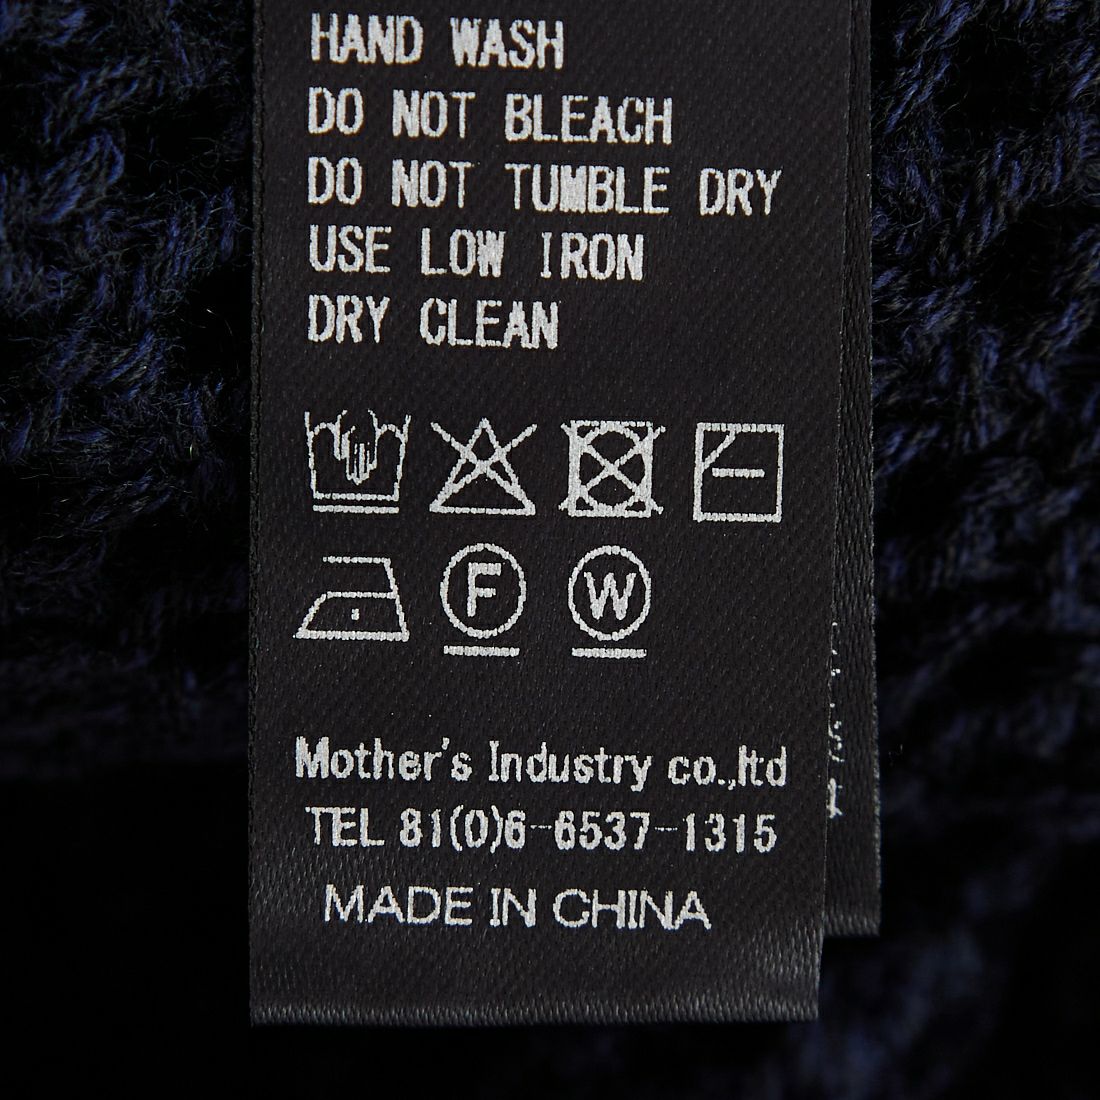 HAND WASH
DO NOT BLEACH
DO NOT TUMBLE DRY
USE LOW IRON
DRY CLEAN
F W
Mother's Industry co.,ltd
TEL 81(0)6-6537-1315
MADE IN CHINA